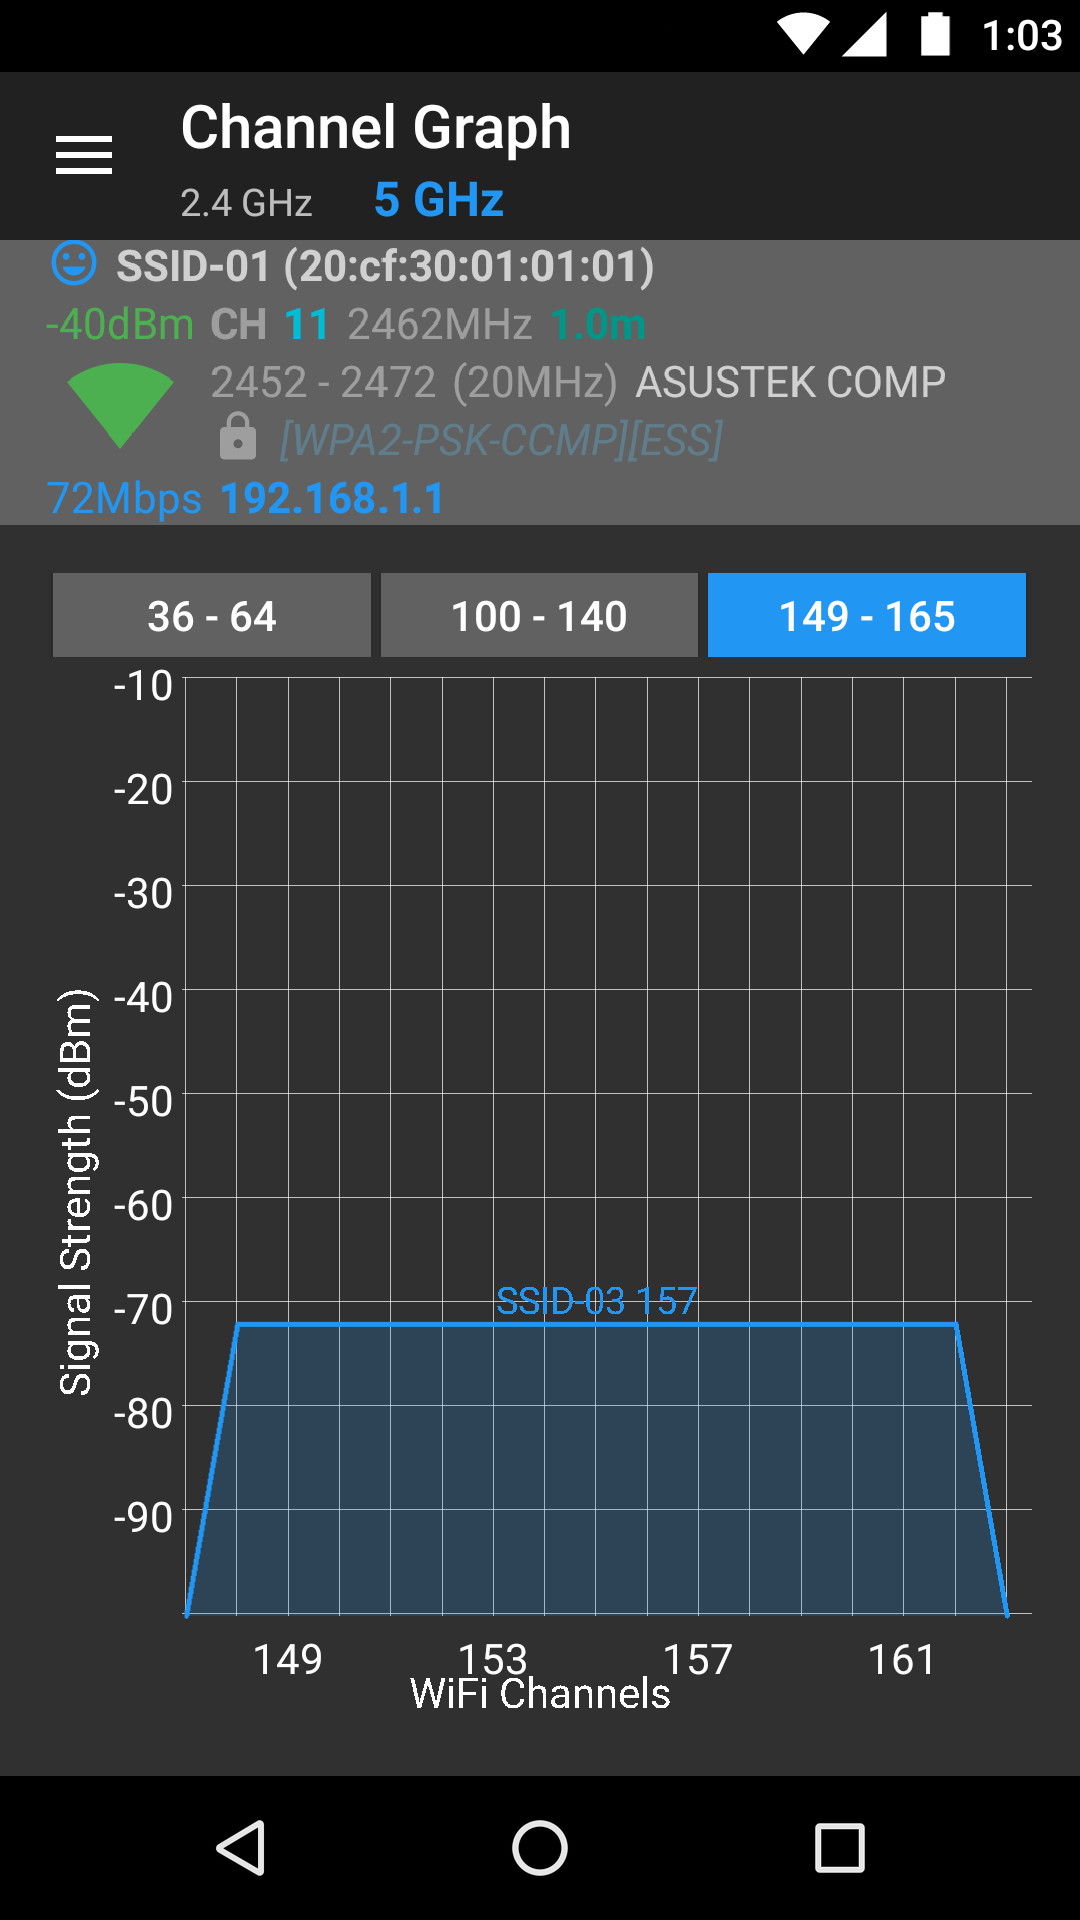 1:03
Channel Graph
2.4 GHz 5 GHz
SSID-01 (20:cf:30:01:01:01)
-40dBm CH 11 2462MHz 1.0m
2452 - 2472 (20MHz) ASUSTEK COMP
[WPA2-PSK-CCMP][ESS]
72Mbps 192.168.1.1
36 - 64 100 - 140 149 - 165
-10
-20
-30
-40
-50
-60
-70
-80
-90
Signal Strength (dBm)
SSID-03 157
149 153 157 161
WiFi Channels